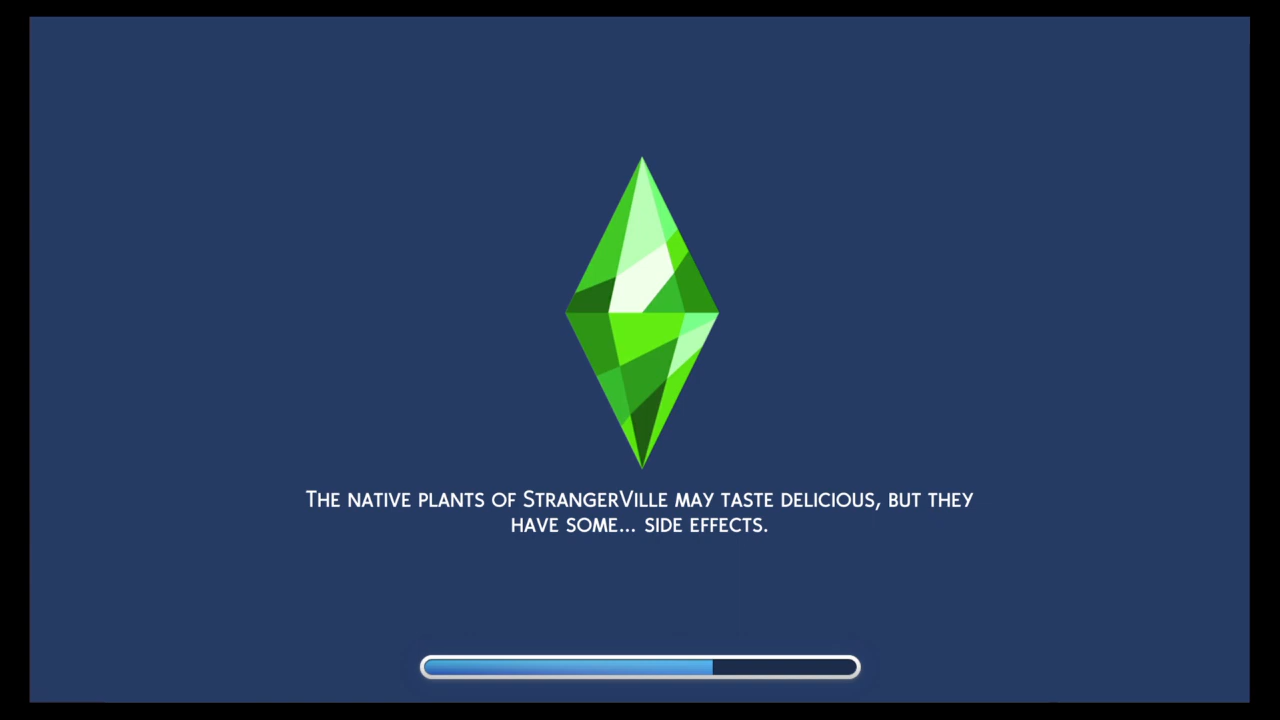 The native plants of StrangerVille may taste delicious, but they
have some... side effects.